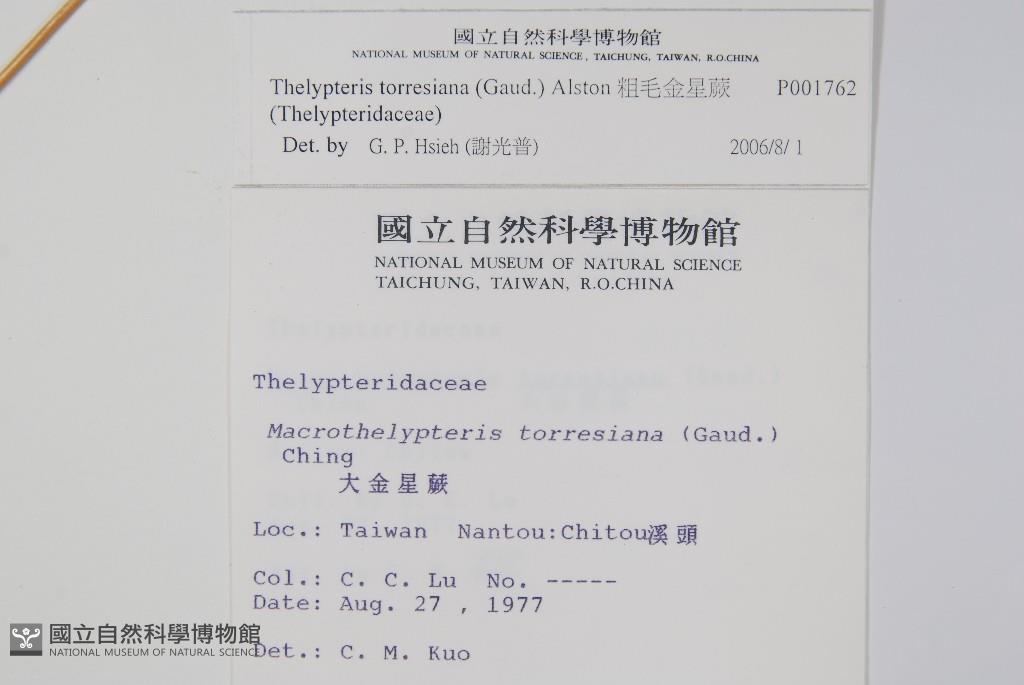 國立自然科學博物館
NATIONAL MUSEUM OF NATURAL SCIENCE, TAICHUNG, TAIWAN, R.O.CHINA
Thelypteris torresiana (Gaud.) Alston 粗毛金星蕨 P001762
(Thelypteridaceae)
Det. by G. P. Hsieh (謝光普) 2006/8/ 1
國立自然科學博物館
NATIONAL MUSEUM OF NATURAL SCIENCE
TAICHUNG, TAIWAN, R.O.CHINA
Thelypteridaceae
Macrothelypteris torresiana (Gaud.)
Ching
大金星蕨
Loc.: Taiwan Nantou:Chitou溪頭
Col.: C. C. Lu No. -----
Date: Aug. 27 , 1977
Det.: C. M. Kuo
國立自然科學博物館
NATIONAL MUSEUM OF NATURAL SCIENCE